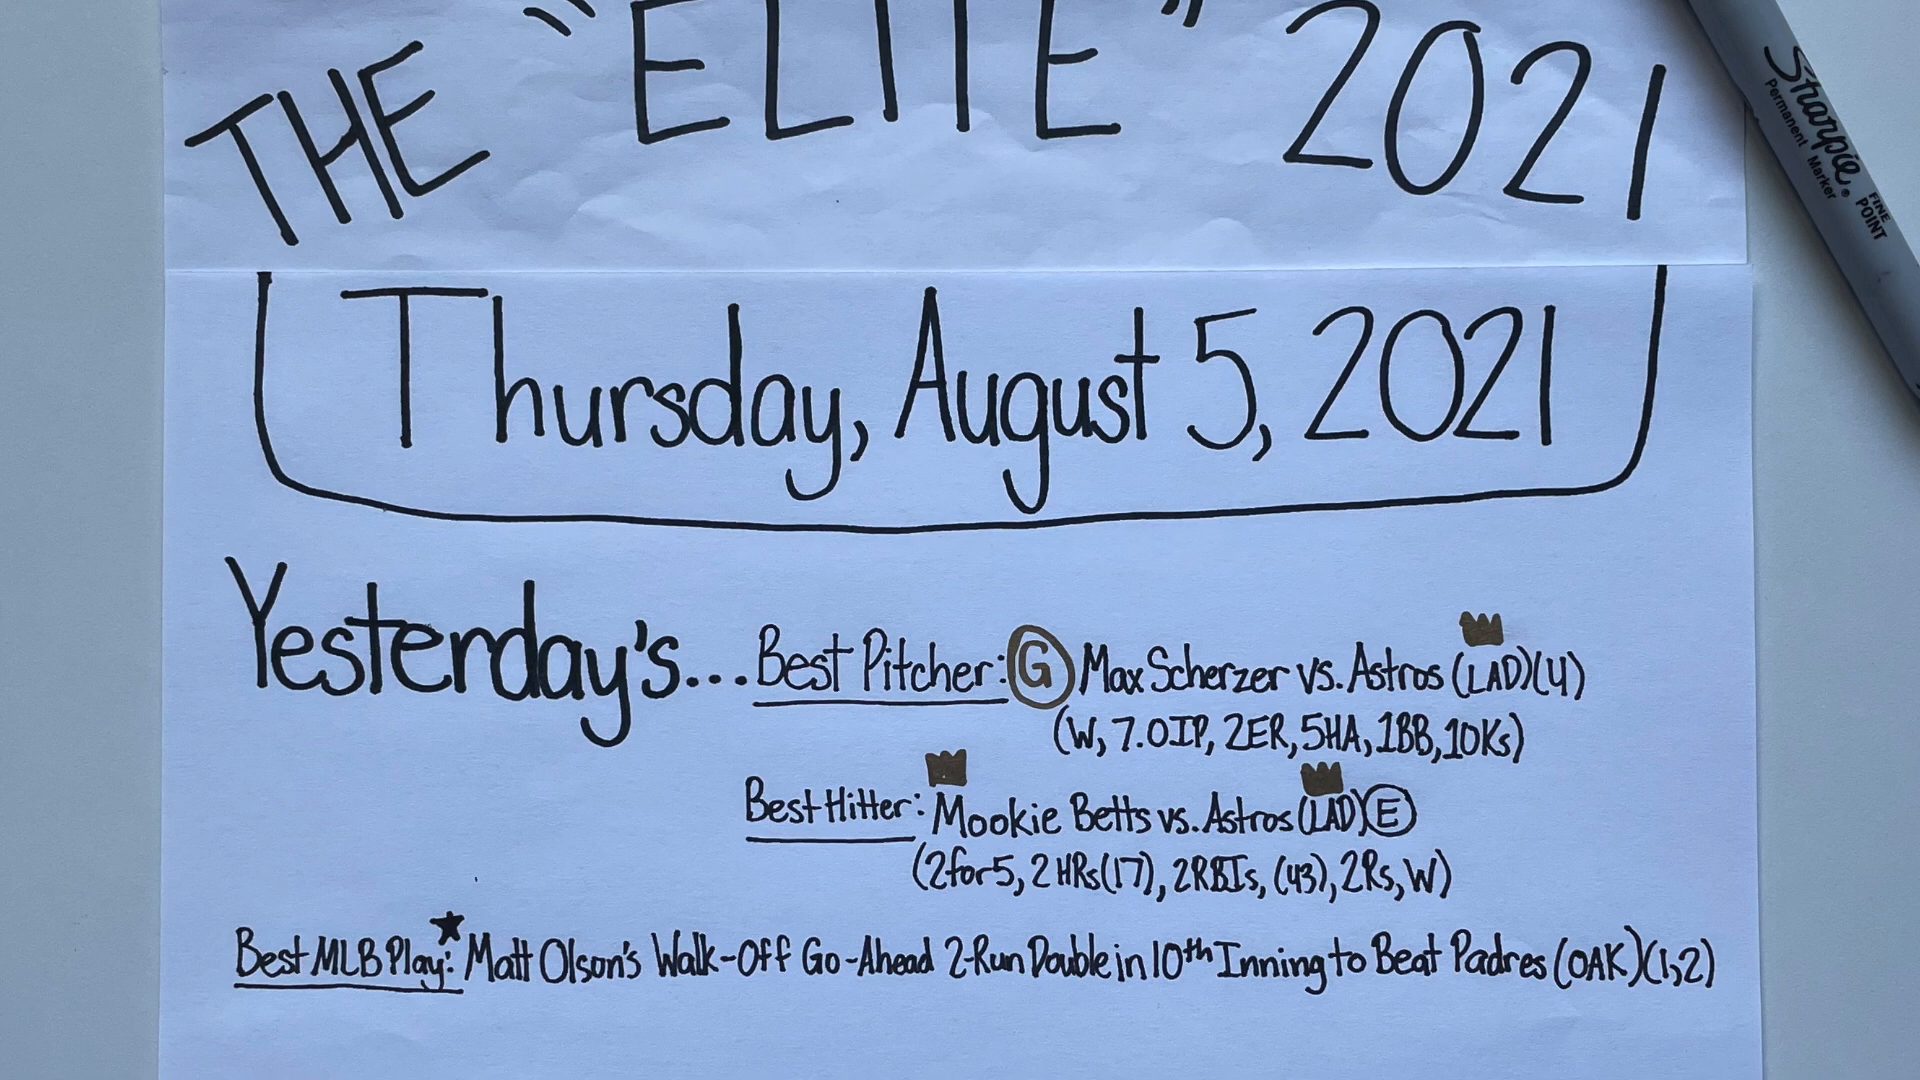 THE "ELITE" 2021
Sharpie®
Permanent Marker
FINE
POINT
Thursday, August 5, 2021
Yesterday's... Best Pitcher: G Max Scherzer vs. Astros (LAD)(4)
(W, 7.0IP, 2ER, 5HA, 1BB, 10Ks)
Best Hitter: Mookie Betts vs. Astros (LAD) E
(2for5, 2 HRs(17), 2RBIs, (43), 2Rs, W)
Best MLB Play: Matt Olson's Walk-Off Go-Ahead 2-Run Double in 10th Inning to Beat Padres (OAK)(1,2)